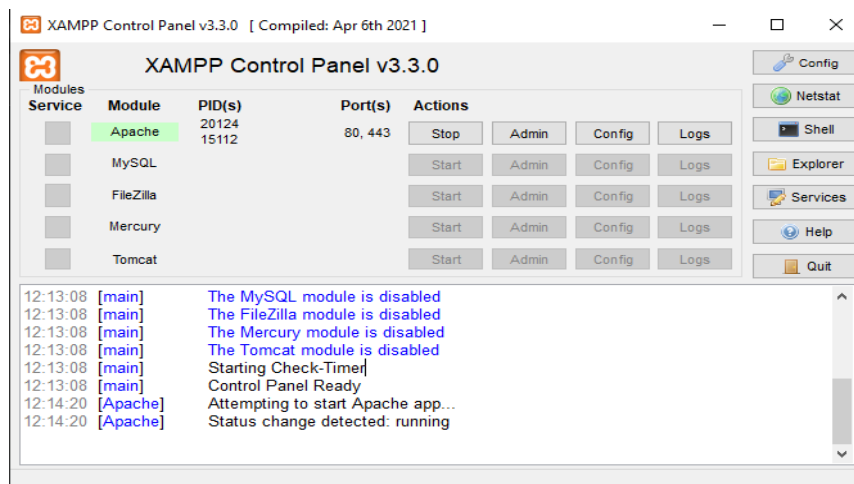 XAMPP Control Panel v3.3.0 [ Compiled: Apr 6th 2021 ]
XAMPP Control Panel v3.3.0
Config
Modules
Netstat
Service Module PID(s) Port(s) Actions
Apache 20124 15112 80, 443 Stop Admin Config Logs
Shell
MySQL Start Admin Config Logs
Explorer
FileZilla Start Admin Config Logs
Services
Mercury Start Admin Config Logs
Help
Tomcat Start Admin Config Logs
Quit
12:13:08 [main] The MySQL module is disabled
12:13:08 [main] The FileZilla module is disabled
12:13:08 [main] The Mercury module is disabled
12:13:08 [main] The Tomcat module is disabled
12:13:08 [main] Starting Check-Timer
12:13:08 [main] Control Panel Ready
12:14:20 [Apache] Attempting to start Apache app...
12:14:20 [Apache] Status change detected: running